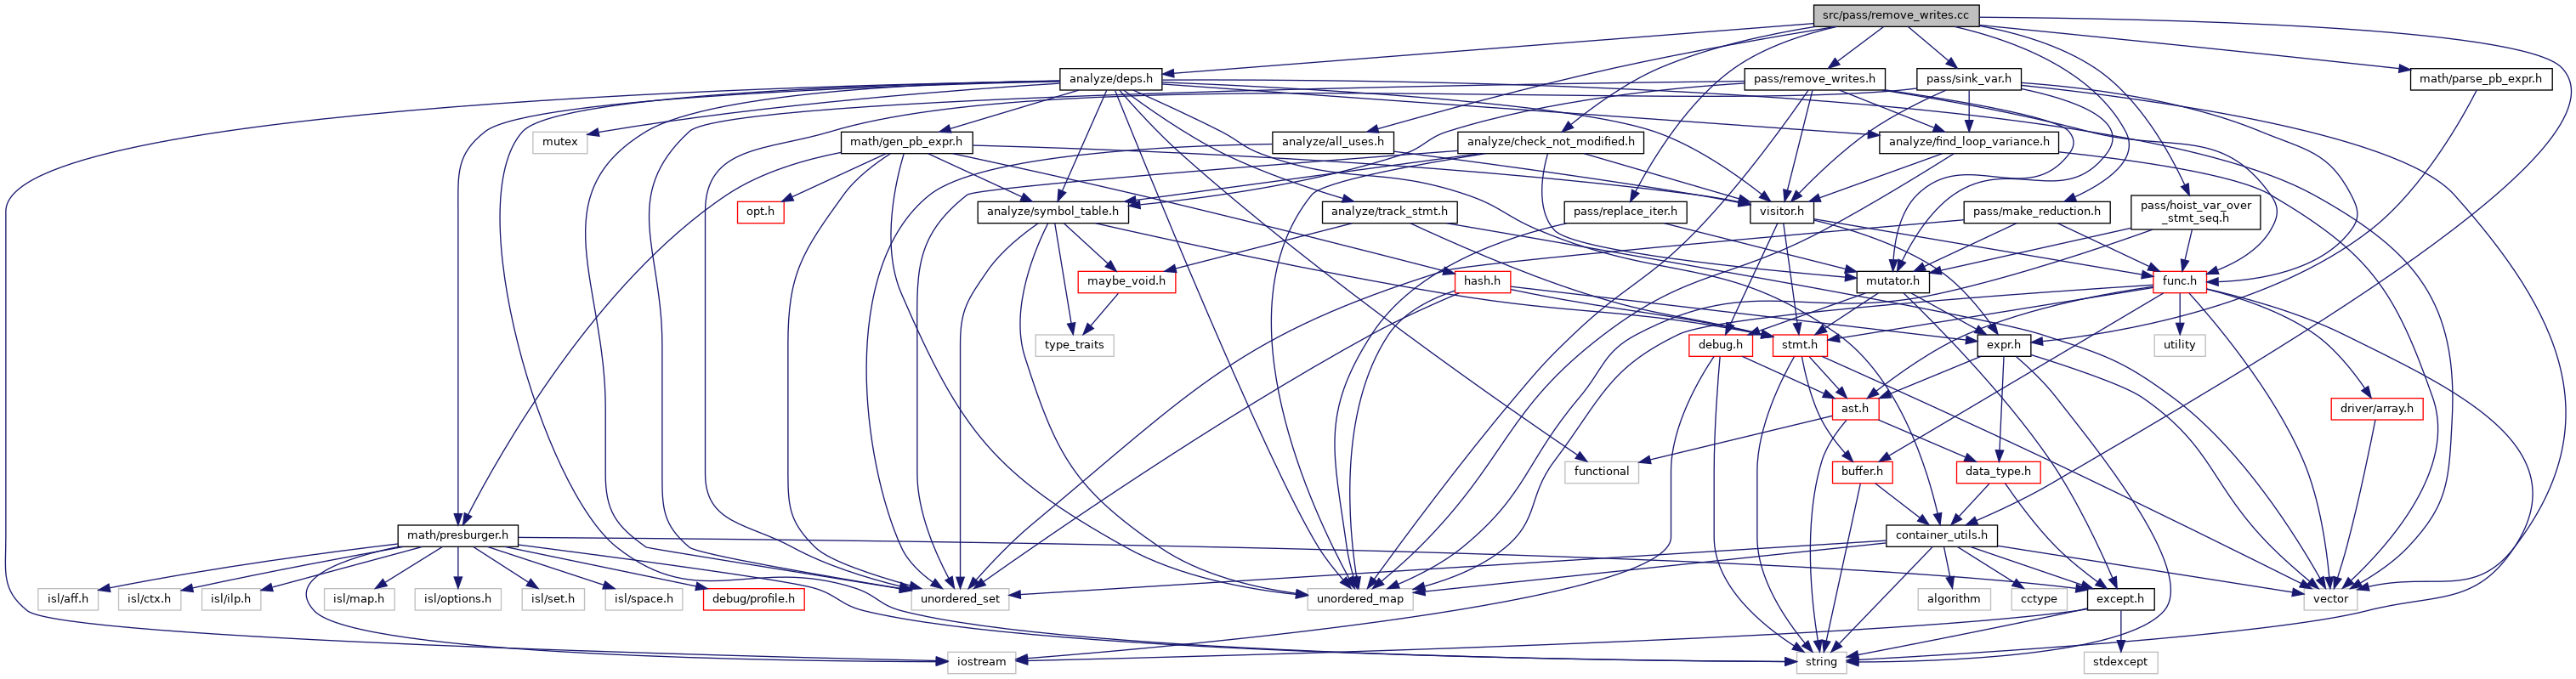 src/pass/remove_writes.cc
analyze/deps.h
pass/remove_writes.h
pass/sink_var.h
math/parse_pb_expr.h
mutex
math/gen_pb_expr.h
analyze/all_uses.h
analyze/check_not_modified.h
analyze/find_loop_variance.h
opt.h
analyze/symbol_table.h
analyze/track_stmt.h
pass/replace_iter.h
visitor.h
pass/make_reduction.h
pass/hoist_var_over
_stmt_seq.h
maybe_void.h
hash.h
mutator.h
func.h
type_traits
debug.h
stmt.h
expr.h
utility
ast.h
driver/array.h
functional
buffer.h
data_type.h
math/presburger.h
container_utils.h
isl/aff.h
isl/ctx.h
isl/ilp.h
isl/map.h
isl/options.h
isl/set.h
isl/space.h
debug/profile.h
unordered_set
unordered_map
algorithm
cctype
except.h
vector
iostream
string
stdexcept